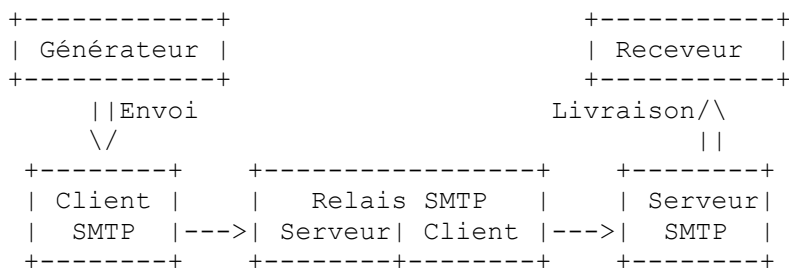 +------------+                     +-----------+
| Générateur |                     | Receveur  |
+------------+                     +-----------+
     ||Envoi                     Livraison/\
     \/                                   ||
 +--------+    +-----------------+    +--------+
 | Client |    |   Relais SMTP   |    | Serveur|
 |  SMTP  |--->| Serveur| Client |--->|  SMTP  |
 +--------+    +--------+--------+    +--------+